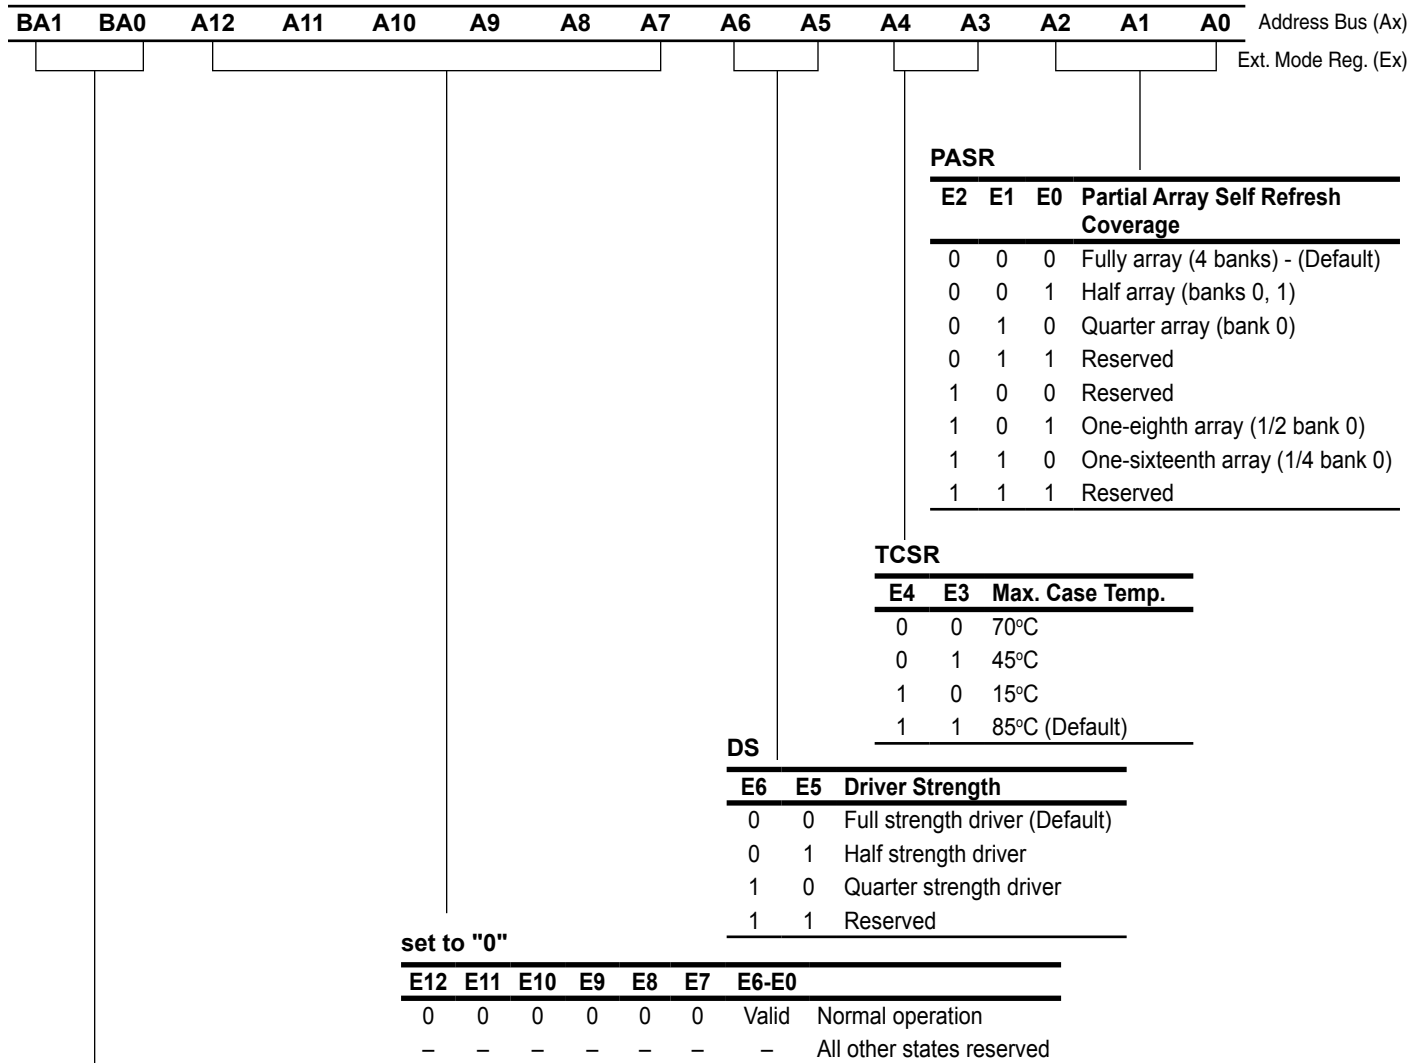 BA1 BA0 A12 A11 A10 A9 A8 A7 A6 A5 A4 A3 A2 A1 A0 Address Bus (Ax)
Ext. Mode Reg. (Ex)
PASR
E2 E1 E0 Partial Array Self Refresh
Coverage
0 0 0 Fully array (4 banks) - (Default)
0 0 1 Half array (banks 0, 1)
0 1 0 Quarter array (bank 0)
0 1 1 Reserved
1 0 0 Reserved
1 0 1 One-eighth array (1/2 bank 0)
1 1 0 One-sixteenth array (1/4 bank 0)
1 1 1 Reserved
TCSR
E4 E3 Max. Case Temp.
0 0 70°C
0 1 45°C
1 0 15°C
1 1 85°C (Default)
DS
E6 E5 Driver Strength
0 0 Full strength driver (Default)
0 1 Half strength driver
1 0 Quarter strength driver
1 1 Reserved
set to "0"
E12 E11 E10 E9 E8 E7 E6-E0
0 0 0 0 0 0 Valid Normal operation
– – – – – – – All other states reserved